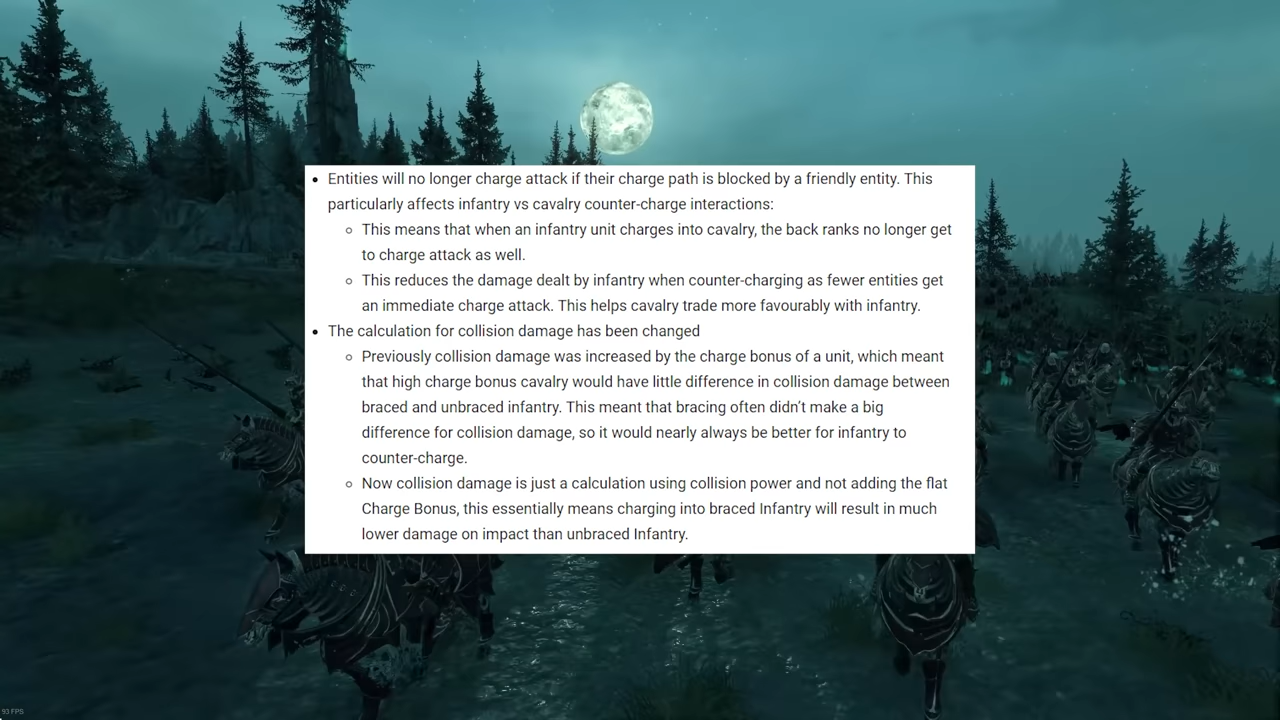 Entities will no longer charge attack if their charge path is blocked by a friendly entity. This
particularly affects infantry vs cavalry counter-charge interactions:
This means that when an infantry unit charges into cavalry, the back ranks no longer get
to charge attack as well.
This reduces the damage dealt by infantry when counter-charging as fewer entities get
an immediate charge attack. This helps cavalry trade more favourably with infantry.
The calculation for collision damage has been changed
Previously collision damage was increased by the charge bonus of a unit, which meant
that high charge bonus cavalry would have little difference in collision damage between
braced and unbraced infantry. This meant that bracing often didn’t make a big
difference for collision damage, so it would nearly always be better for infantry to
counter-charge.
Now collision damage is just a calculation using collision power and not adding the flat
Charge Bonus, this essentially means charging into braced Infantry will result in much
lower damage on impact than unbraced Infantry.
93 FPS